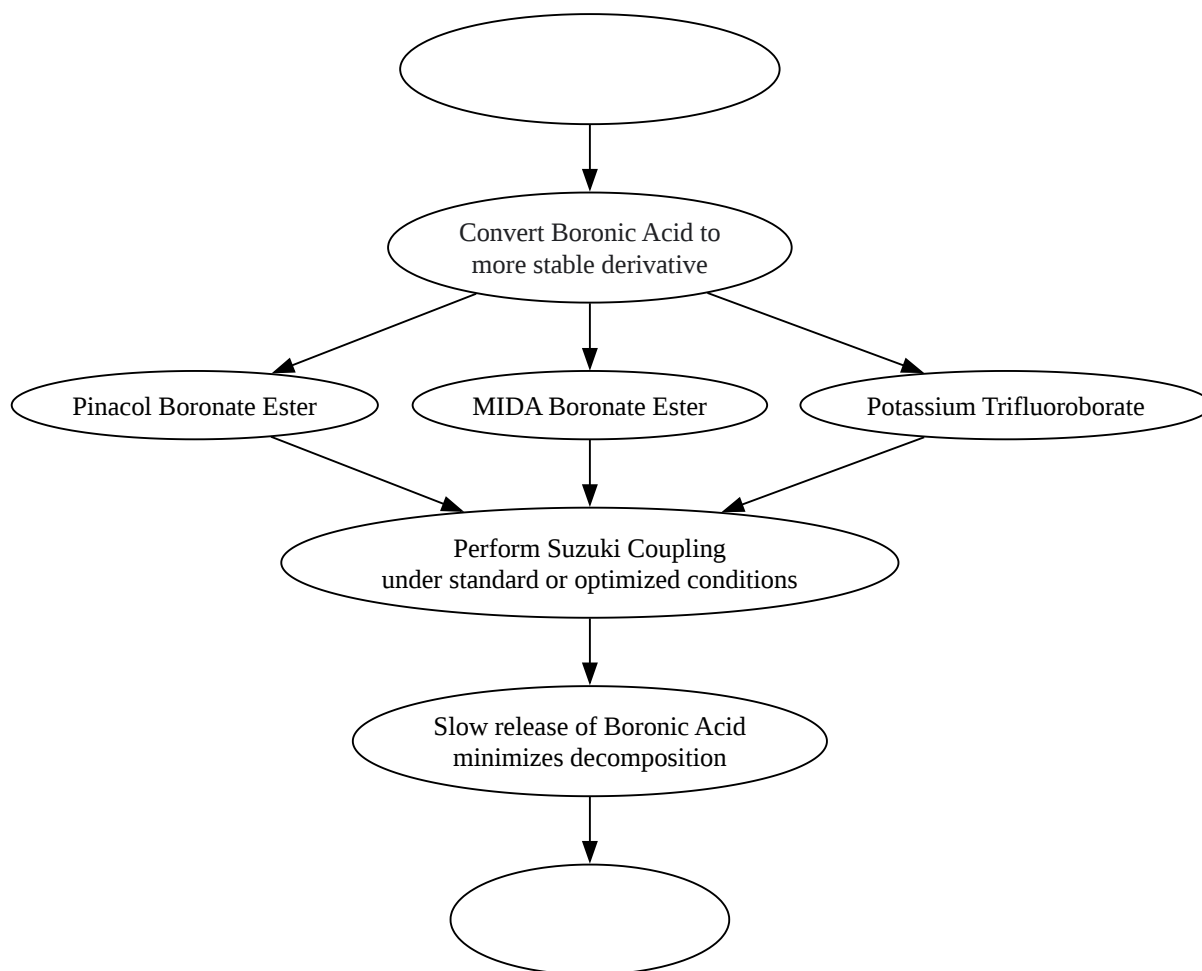 Convert Boronic Acid to
more stable derivative
Pinacol Boronate Ester
MIDA Boronate Ester
Potassium Trifluoroborate
Perform Suzuki Coupling
under standard or optimized conditions
Slow release of Boronic Acid
minimizes decomposition